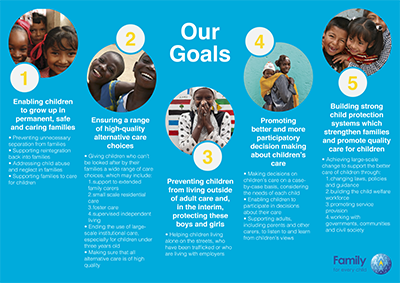 Our
Goals
1
Enabling children
to grow up in
permanent, safe
and caring families
• Preventing unnecessary
separation from families
• Supporting reintegration
back into families
• Addressing child abuse
and neglect in families
• Supporting families to care
for children
2
Ensuring a range
of high-quality
alternative care
choices
• Giving children who can't
be looked after by their
families a wide range of care
choices, which may include:
1.support to extended
family carers
2.small scale residential
care
3.foster care
4.supervised independent
living
• Ending the use of large-
scale institutional care,
especially for children under
three years old
• Making sure that all
alternative care is of high
quality
3
Preventing children
from living outside
of adult care and,
in the interim,
protecting these
boys and girls
• Helping children living
alone on the streets, who
have been trafficked or who
are living with employers
4
Promoting
better and more
participatory
decision making
about children's
care
• Making decisions on
children's care on a case-
by-case basis, considering
the needs of each child
• Enabling children to
participate in decisions
about their care
• Supporting adults,
including parents and other
carers, to listen to and learn
from children's views
5
Building strong
child protection
systems which
strengthen families
and promote quality
care for children
• Achieving large-scale
change to support the better
care of children through:
1 changing laws, policies
and guidance
2 building the child welfare
workforce
3 promoting service
provision
4 working with
governments, communities
and civil society
Family
for every child